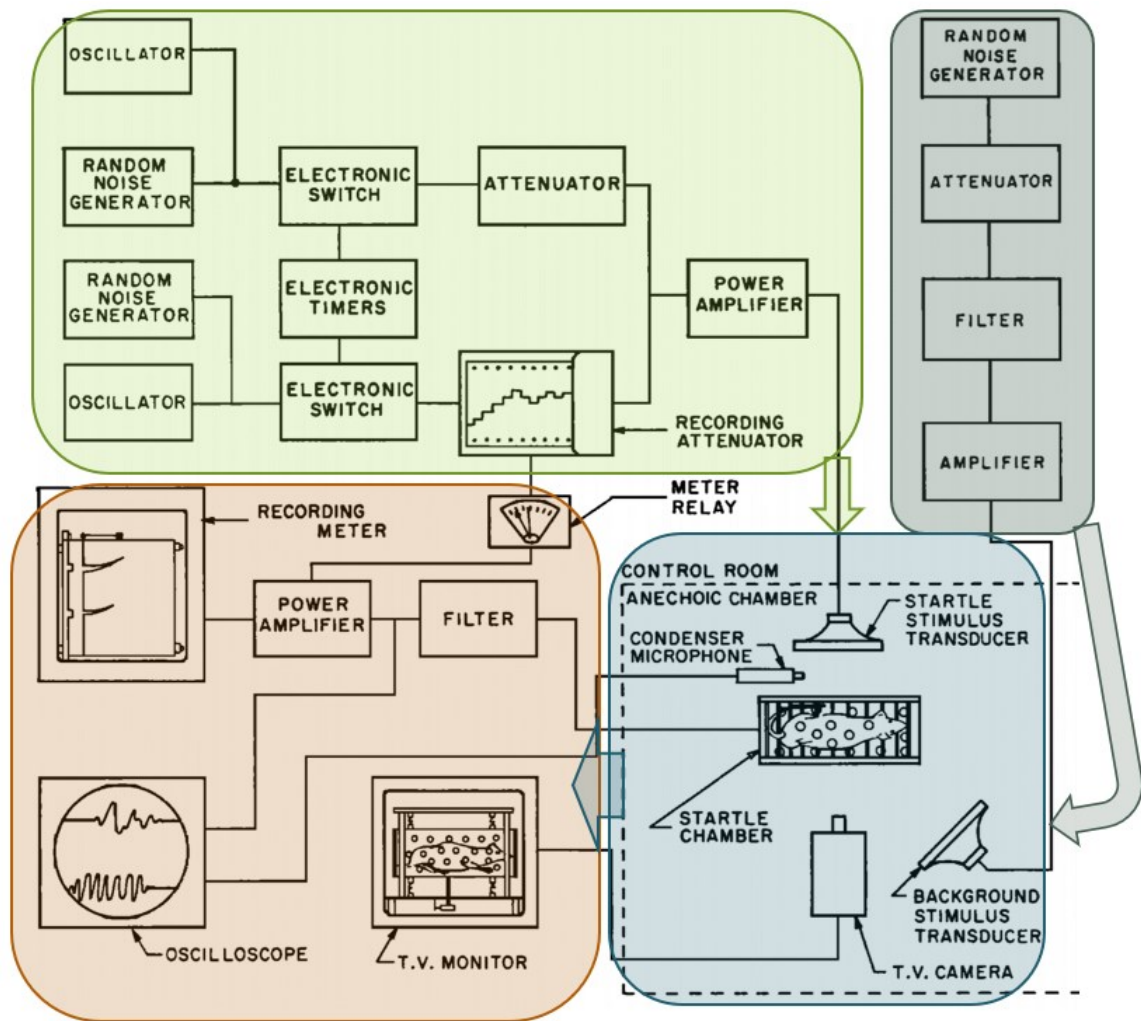 OSCILLATOR
RANDOM
NOISE
GENERATOR
ELECTRONIC
SWITCH
ATTENUATOR
RANDOM
NOISE
GENERATOR
ELECTRONIC
TIMERS
POWER
AMPLIFIER
OSCILLATOR
ELECTRONIC
SWITCH
RECORDING
ATTENUATOR
RANDOM
NOISE
GENERATOR
ATTENUATOR
FILTER
AMPLIFIER
RECORDING
METER
METER
RELAY
POWER
AMPLIFIER
FILTER
OSCILLOSCOPE
T.V. MONITOR
CONTROL ROOM
ANECHOIC CHAMBER
STARTLE
STIMULUS
TRANSDUCER
CONDENSER
MICROPHONE
STARTLE
CHAMBER
BACKGROUND
STIMULUS
TRANSDUCER
T.V. CAMERA